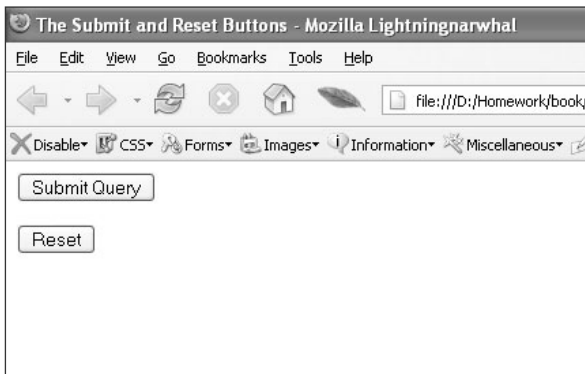 The Submit and Reset Buttons - Mozilla Lightningnarwhal
File Edit View Go Bookmarks Tools Help
file:///D:/Homework/book/
Disable CSS Forms Images Information Miscellaneous
Submit Query
Reset